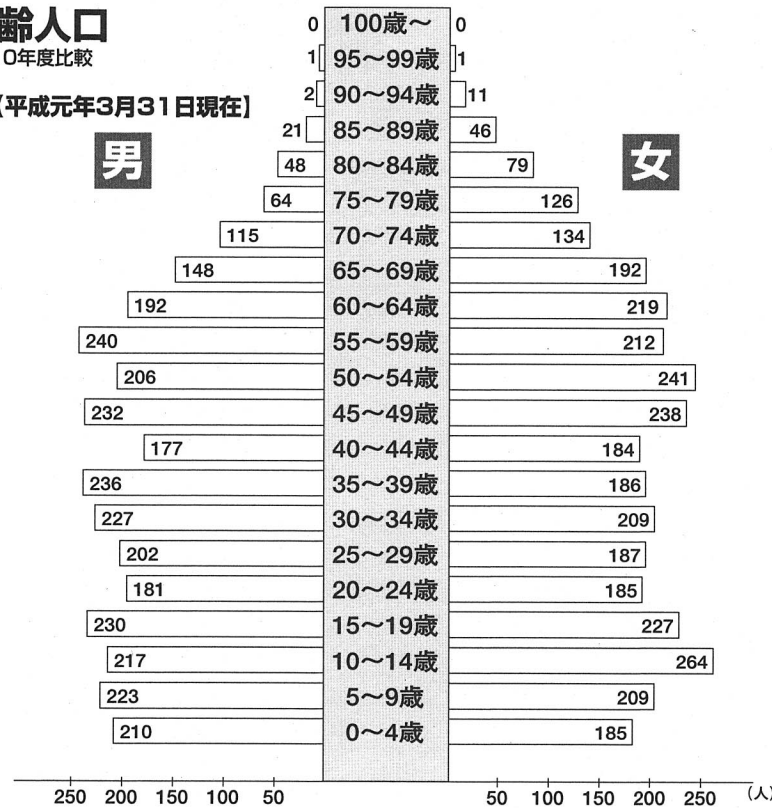 齢人口
0年度比較
【平成元年3月31日現在】
男
女
0 100歳～ 0
1 95～99歳 1
2 90～94歳 11
21 85～89歳 46
48 80～84歳 79
64 75～79歳 126
115 70～74歳 134
148 65～69歳 192
192 60～64歳 219
240 55～59歳 212
206 50～54歳 241
232 45～49歳 238
177 40～44歳 184
236 35～39歳 186
227 30～34歳 209
202 25～29歳 187
181 20～24歳 185
230 15～19歳 227
217 10～14歳 264
223 5～9歳 209
210 0～4歳 185
250 200 150 100 50 50 100 150 200 250 (人)